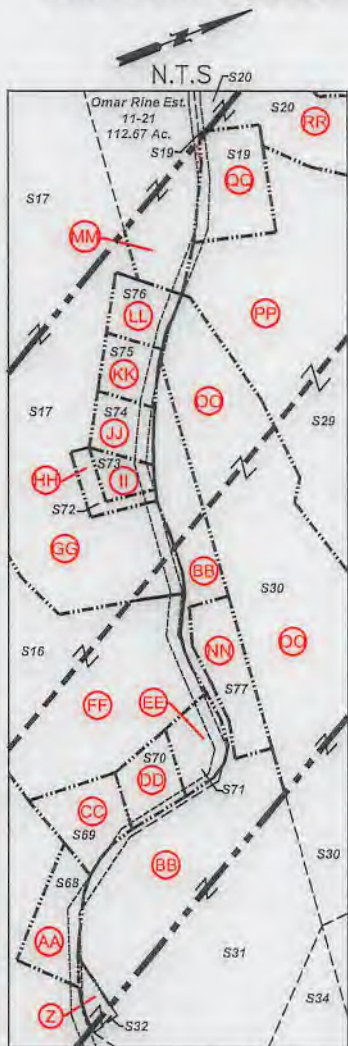 N.T.S
S20
Omar Rine Est.
11-21
112.67 Ac.
S20
RR
S19
S19
QQ
S17
MM
S76
LL
PP
S75
KK
OO
S74
S17
JJ
S29
S73
HH
II
S72
GG
BB
S30
S16
NN
OO
FF
EE
S77
S70
DD
S71
CC
S69
BB
S30
S68
AA
S31
S34
Z
S32